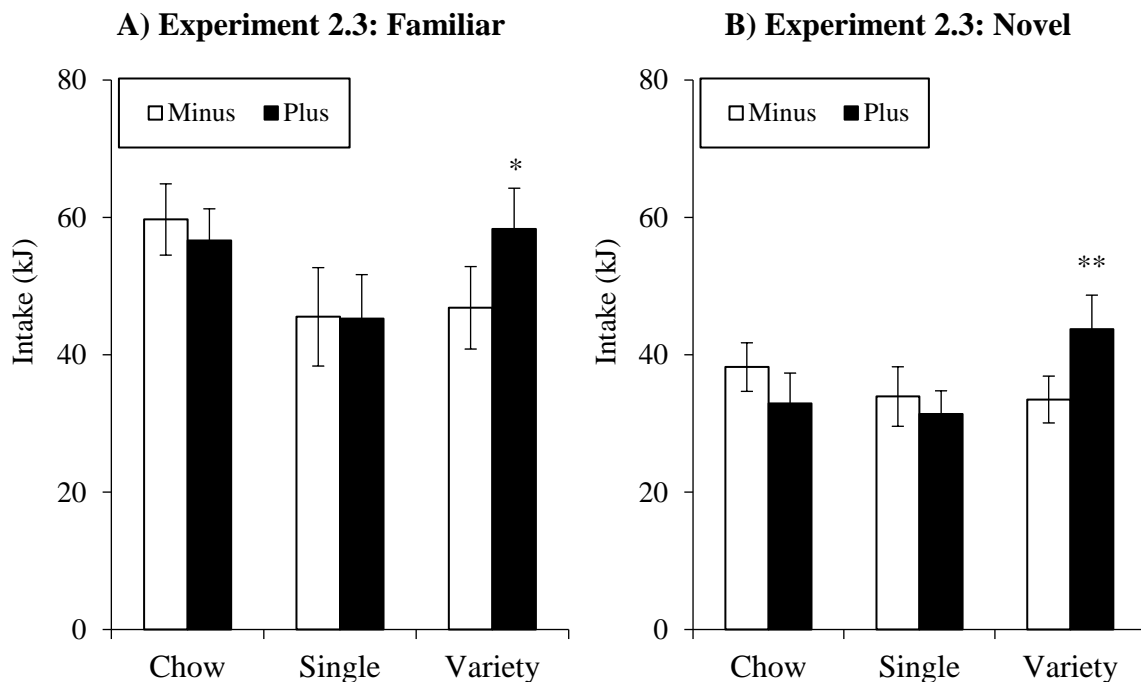 A) Experiment 2.3: Familiar
80
60
40
20
0
Intake (kJ)
Minus Plus
*
Chow Single Variety
B) Experiment 2.3: Novel
80
60
40
20
0
Intake (kJ)
Minus Plus
**
Chow Single Variety